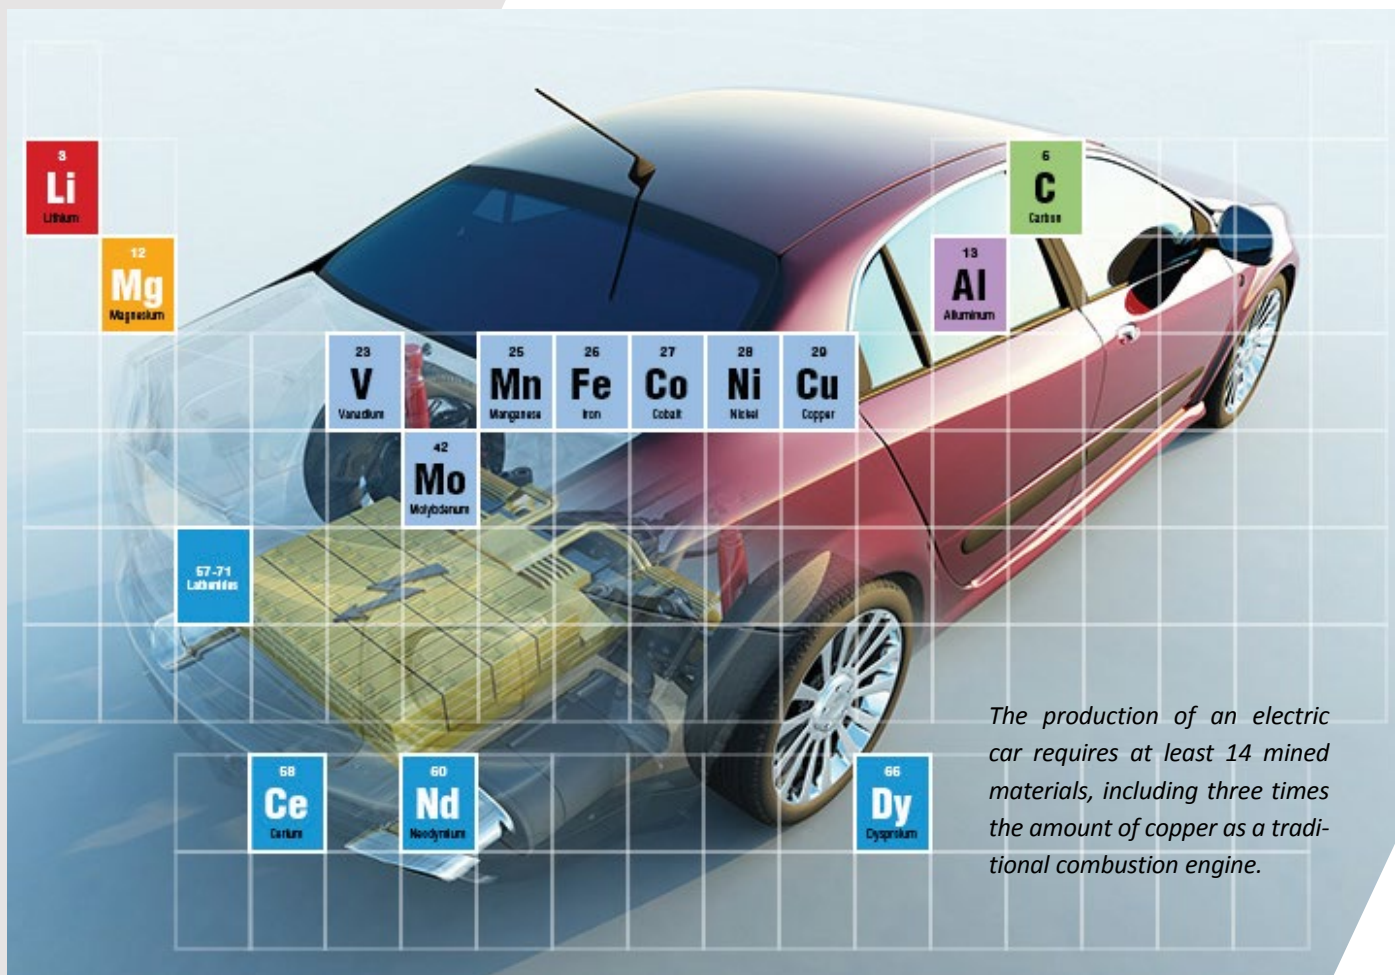 3
Li
Lithium
6
C
Carbon
12
Mg
Magnesium
13
Al
Alluminum
23
V
Vanadium
25
Mn
Manganese
26
Fe
Iron
27
Co
Cobalt
28
Ni
Nickel
29
Cu
Copper
42
Mo
Molybdenum
57-71
58
Ce
Cerium
60
Nd
Neodymium
66
Dy
The production of an electric
car requires at least 14 mined
materials, including three times
the amount of copper as a tradi-
tional combustion engine.